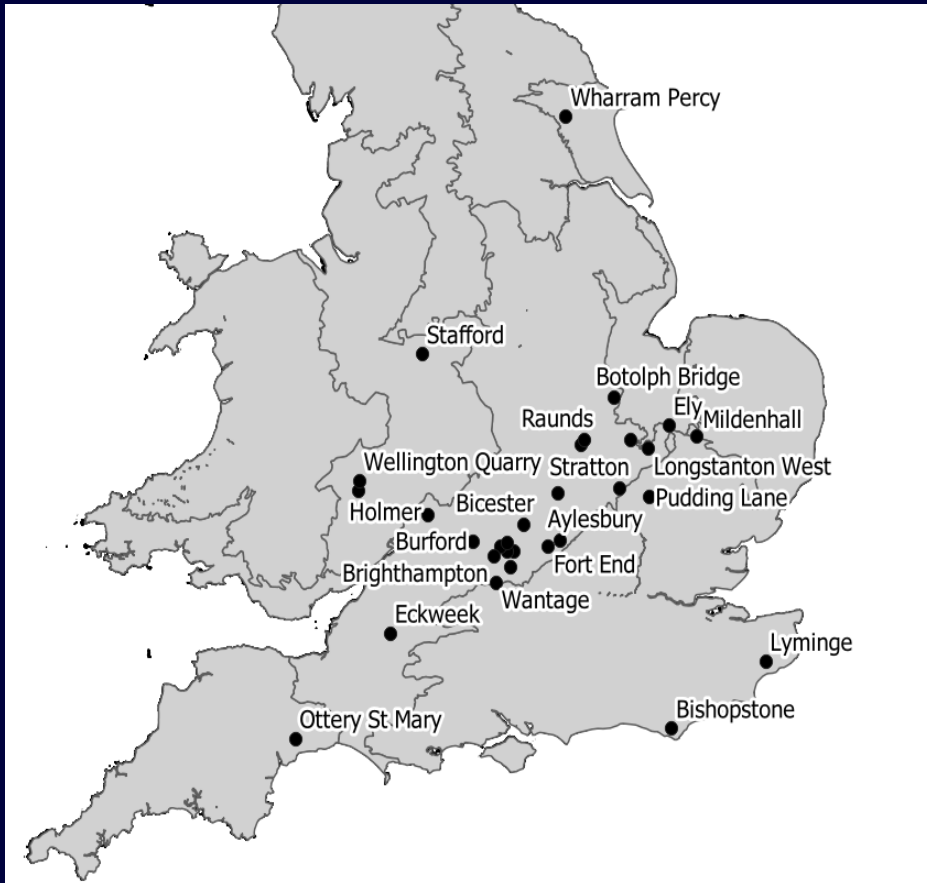 Wharram Percy
Stafford
Botolph Bridge
Ely
Mildenhall
Raunds
Wellington Quarry
Stratton
Longstanton West
Holmer
Bicester
Pudding Lane
Aylesbury
Burford
Fort End
Brighthampton
Wantage
Eckweek
Lyminge
Bishopstone
Ottery St Mary